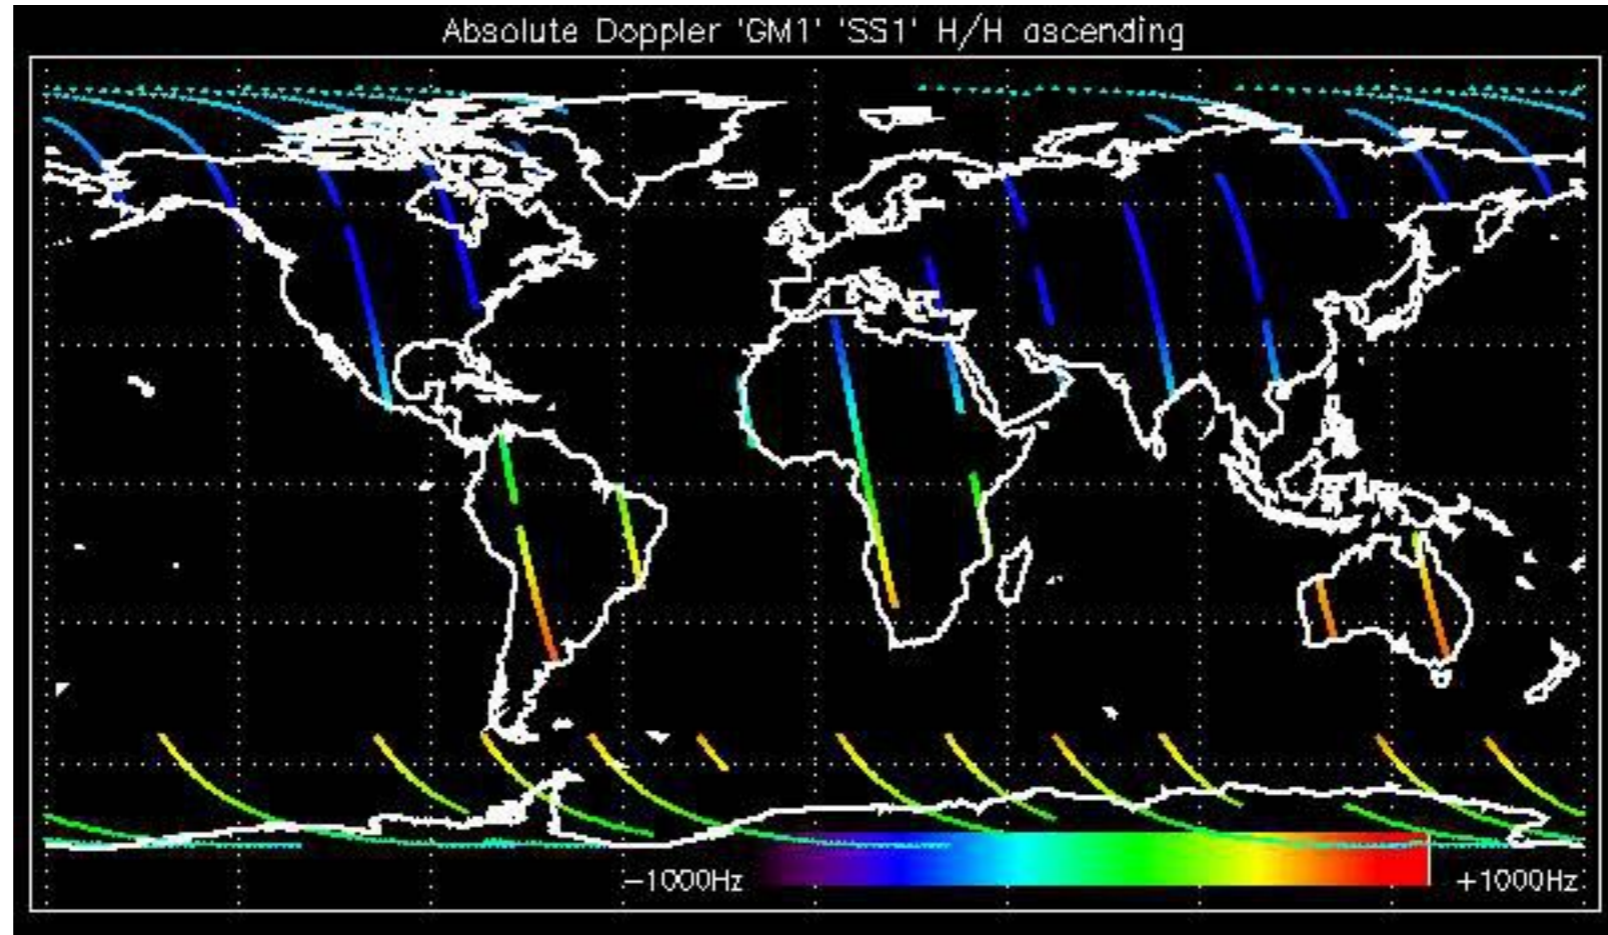 Absolute Doppler 'GM1' 'SS1' H/H ascending
−1000Hz +1000Hz